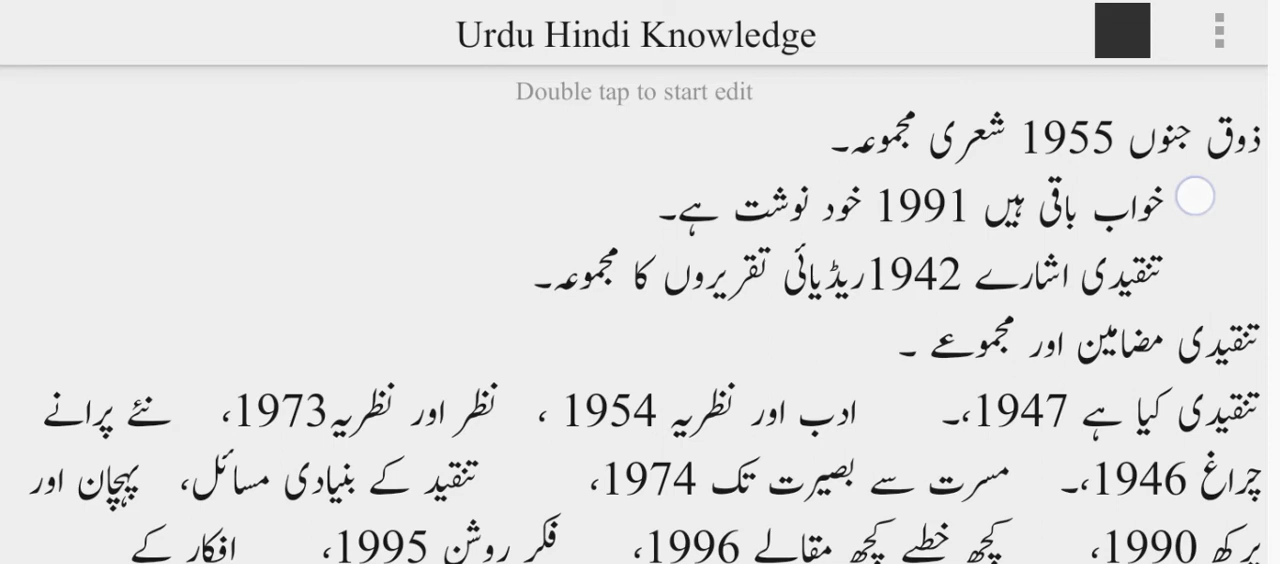 Urdu Hindi Knowledge
Double tap to start edit
ذوق جنوں 1955 شعری مجموعہ۔
خواب باقی ہیں 1991 خود نوشت ہے۔
تنقیدی اشارے 1942ریڈیائی تقریروں کا مجموعہ۔
تنقیدی مضامین اور مجموعے ۔
تنقیدی کیا ہے 1947،۔ ادب اور نظریہ 1954 ، نظر اور نظریہ1973، نئے پرانے
چراغ 1946،۔ مسرت سے بصیرت تک 1974، تنقید کے بنیادی مسائل، پہچان اور
پرکھ 1990، کچھ خطبے کچھ مقالے 1996، فکر روشن 1995، افکار کے